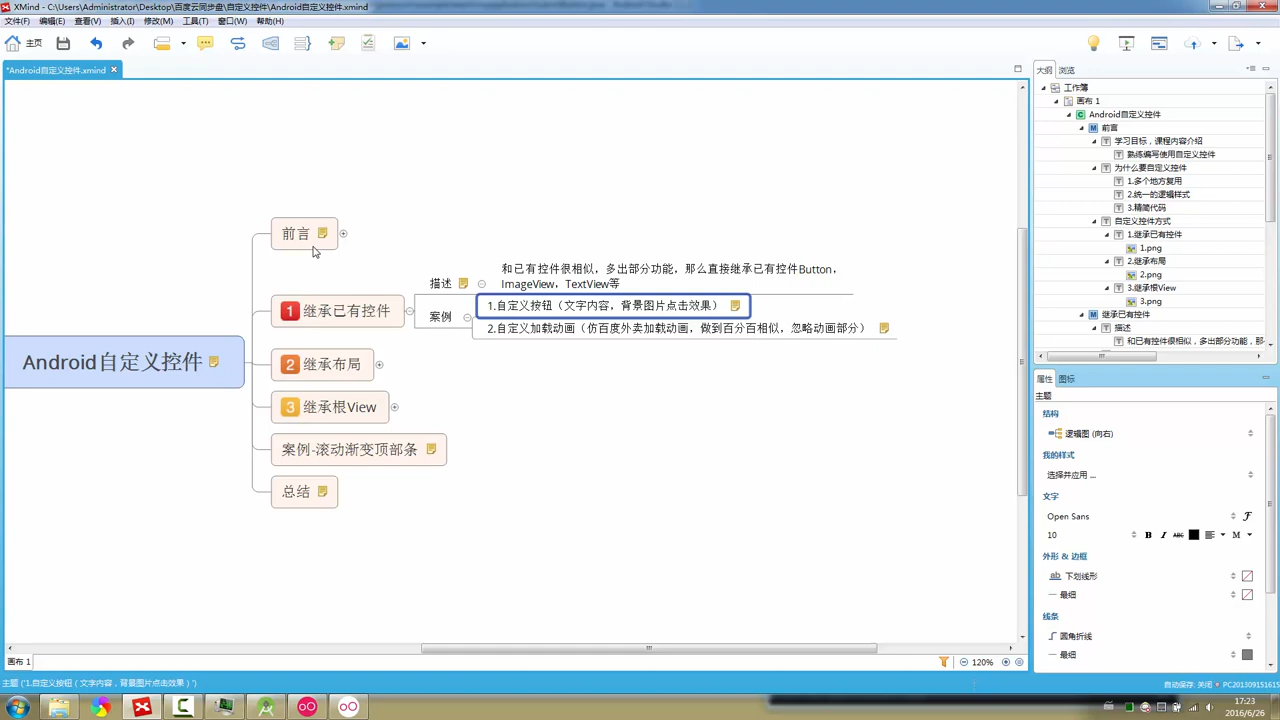 XMind - C:\Users\Administrator\Desktop\百度云同步盘\自定义控件\Android自定义控件.xmind
文件(F) 编辑(E) 查看(V) 插入(I) 修改(M) 工具(T) 窗口(W) 帮助(H)
主页
*Android自定义控件.xmind
Android自定义控件
前言
1 继承已有控件
描述
和已有控件很相似，多出部分功能，那么直接继承已有控件Button，
ImageView，TextView等
案例
1.自定义按钮（文字内容，背景图片点击效果）
2.自定义加载动画（仿百度外卖加载动画，做到百分百相似，忽略动画部分）
2 继承布局
3 继承根View
案例-滚动渐变顶部条
总结
大纲 浏览
工作簿
画布 1
C Android自定义控件
M 前言
T 学习目标，课程内容介绍
T 熟练编写使用自定义控件
T 为什么要自定义控件
T 1.多个地方复用
T 2.统一的逻辑样式
T 3.精简代码
T 自定义控件方式
T 1.继承已有控件
1.png
T 2.继承布局
2.png
T 3.继承根View
3.png
M 继承已有控件
T 描述
T 和已有控件很相似，多出部分功能，那
属性 图标
主题
结构
逻辑图 (向右)
我的样式
选择并应用 ...
文字
Open Sans
10 B I ABC M
外形 & 边框
ab 下划线形
最细
线条
圆角折线
最细
画布 1
120%
主题 ('1.自定义按钮（文字内容，背景图片点击效果）')
自动保存: 关闭 PC201309151615
17:23
2016/6/26